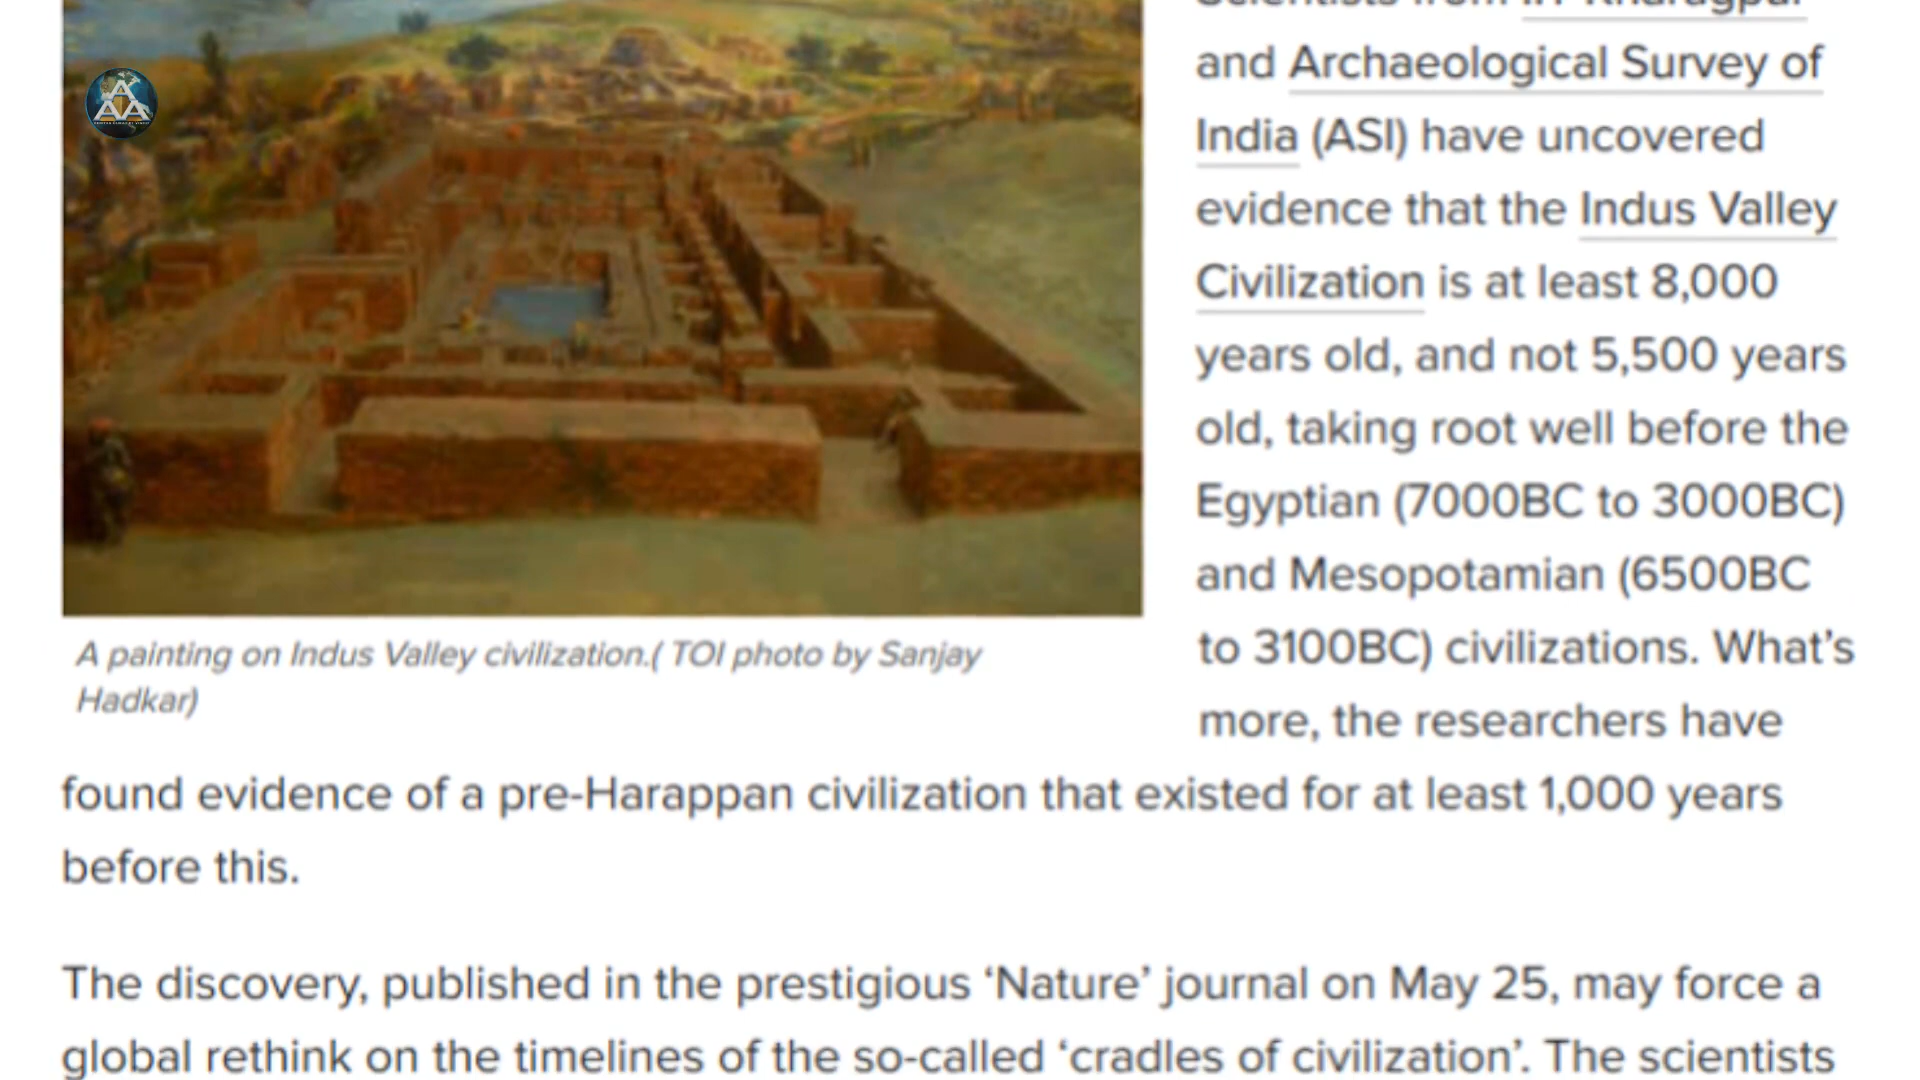 and Archaeological Survey of
India (ASI) have uncovered
evidence that the Indus Valley
Civilization is at least 8,000
years old, and not 5,500 years
old, taking root well before the
Egyptian (7000BC to 3000BC)
and Mesopotamian (6500BC
to 3100BC) civilizations. What's
more, the researchers have
found evidence of a pre-Harappan civilization that existed for at least 1,000 years
before this.
The discovery, published in the prestigious ‘Nature’ journal on May 25, may force a
global rethink on the timelines of the so-called ‘cradles of civilization’. The scientists
A painting on Indus Valley civilization.( TOI photo by Sanjay
Hadkar)
AAA